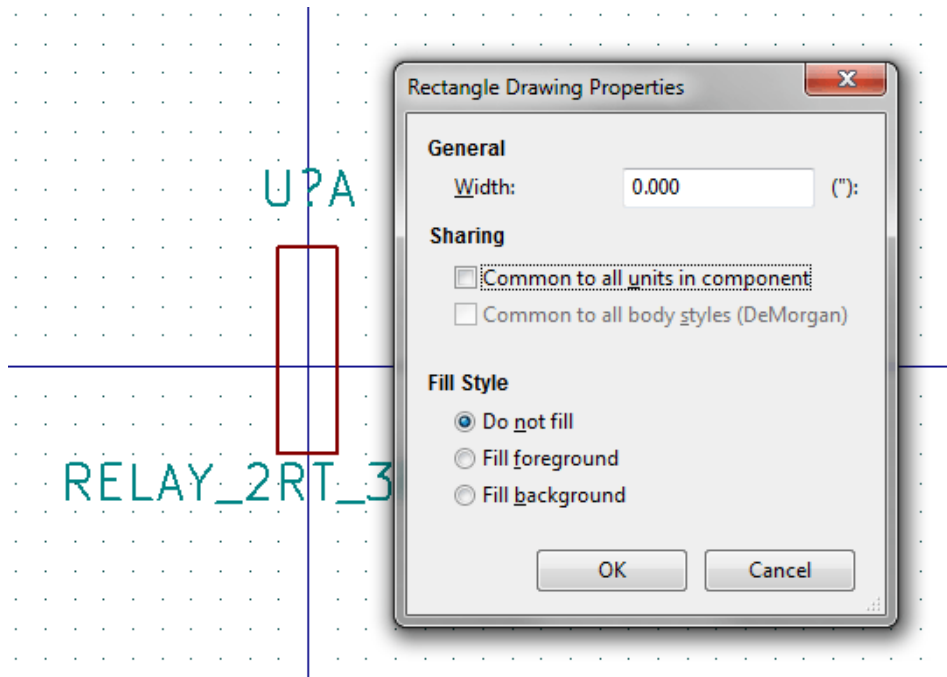 Rectangle Drawing Properties
General
Width: 0.000 ("):
Sharing
Common to all units in component
Common to all body styles (DeMorgan)
Fill Style
Do not fill
Fill foreground
Fill background
OK Cancel
U?A
RELAY_2RT_3